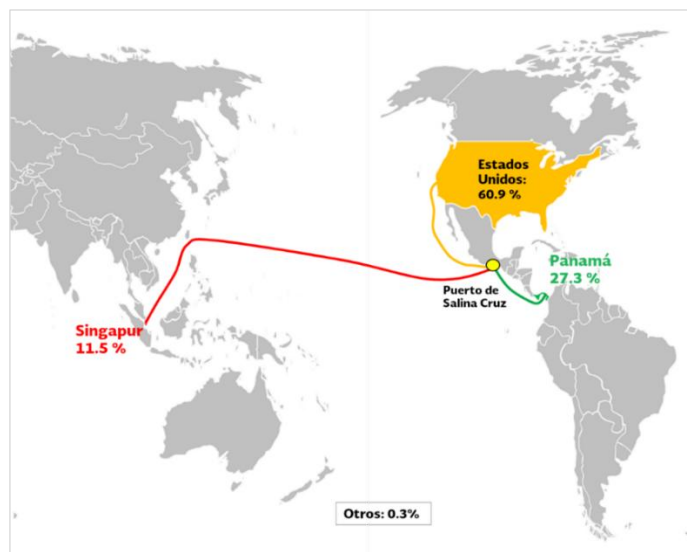 Estados
Unidos:
60.9 %
Panamá
27.3 %
Puerto de
Salina Cruz
Singapur
11.5 %
Otros: 0.3%